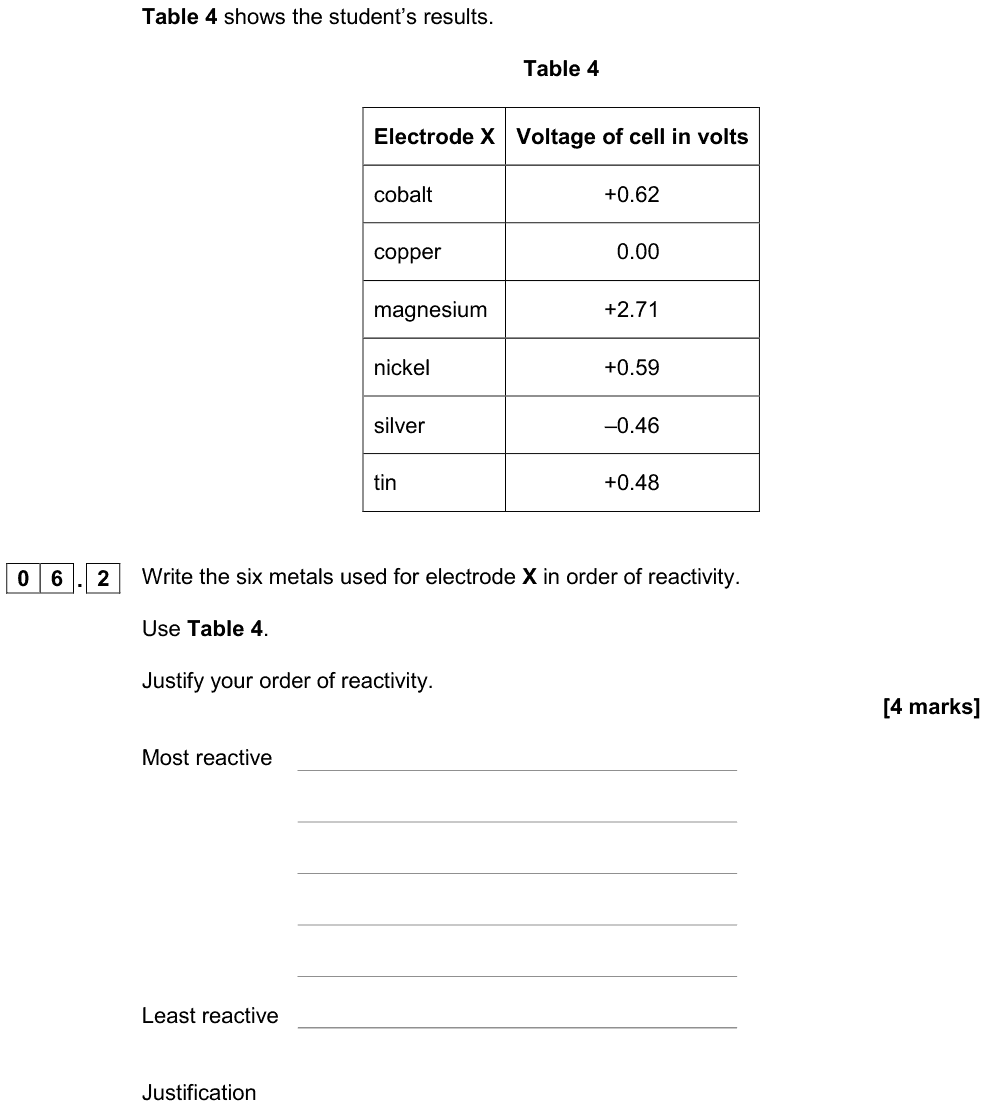 Table 4 shows the student's results.
Table 4
Electrode X Voltage of cell in volts
cobalt +0.62
copper 0.00
magnesium +2.71
nickel +0.59
silver –0.46
tin +0.48
0 6 . 2 Write the six metals used for electrode X in order of reactivity.
Use Table 4.
Justify your order of reactivity.
[4 marks]
Most reactive
Least reactive
Justification